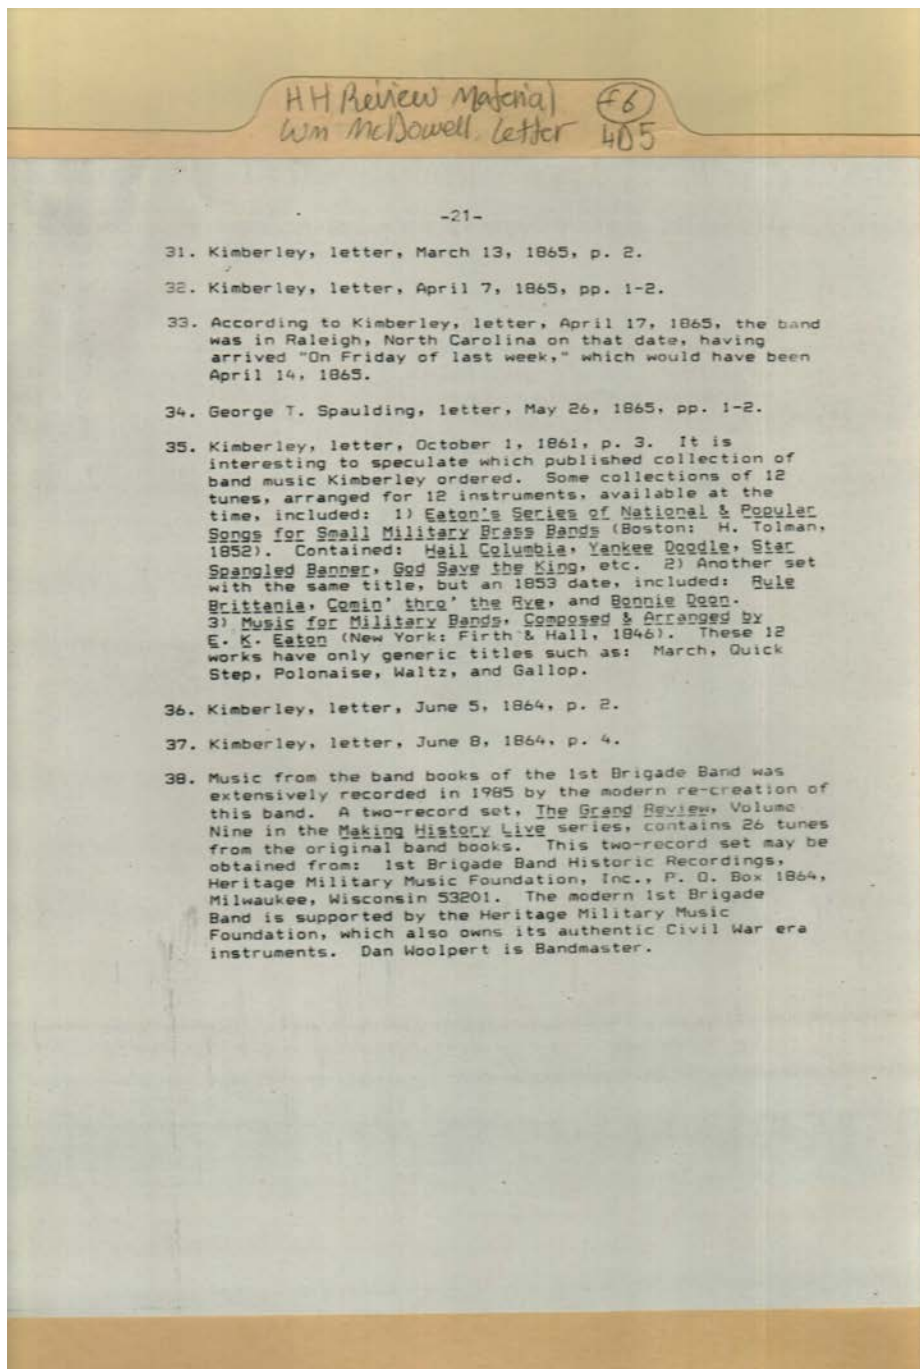 HH Review Material f6
Wm McDowell Letter 4D5
-21-
31. Kimberley, letter, March 13, 1865, p. 2.
32. Kimberley, letter, April 7, 1865, pp. 1-2.
33. According to Kimberley, letter, April 17, 1865, the band
was in Raleigh, North Carolina on that date, having
arrived "On Friday of last week," which would have been
April 14, 1865.
34. George T. Spaulding, letter, May 26, 1865, pp. 1-2.
35. Kimberley, letter, October 1, 1861, p. 3. It is
interesting to speculate which published collection of
band music Kimberley ordered. Some collections of 12
tunes, arranged for 12 instruments, available at the
time, included: 1) Eaton's Series of National & Popular
Songs for Small Military Brass Bands (Boston: H. Tolman,
1852). Contained: Hail Columbia, Yankee Doodle, Star
Spangled Banner, God Save the King, etc. 2) Another set
with the same title, but an 1853 date, included: Rule
Brittania, Comin' thro' the Rye, and Bonnie Doon.
3) Music for Military Bands, Composed & Arranged by
E. K. Eaton (New York: Firth & Hall, 1846). These 12
works have only generic titles such as: March, Quick
Step, Polonaise, Waltz, and Gallop.
36. Kimberley, letter, June 5, 1864, p. 2.
37. Kimberley, letter, June 8, 1864, p. 4.
38. Music from the band books of the 1st Brigade Band was
extensively recorded in 1985 by the modern re-creation of
this band. A two-record set, The Grand Review, Volume
Nine in the Making History Live series, contains 26 tunes
from the original band books. This two-record set may be
obtained from: 1st Brigade Band Historic Recordings,
Heritage Military Music Foundation, Inc., P. O. Box 1864,
Milwaukee, Wisconsin 53201. The modern 1st Brigade
Band is supported by the Heritage Military Music
Foundation, which also owns its authentic Civil War era
instruments. Dan Woolpert is Bandmaster.